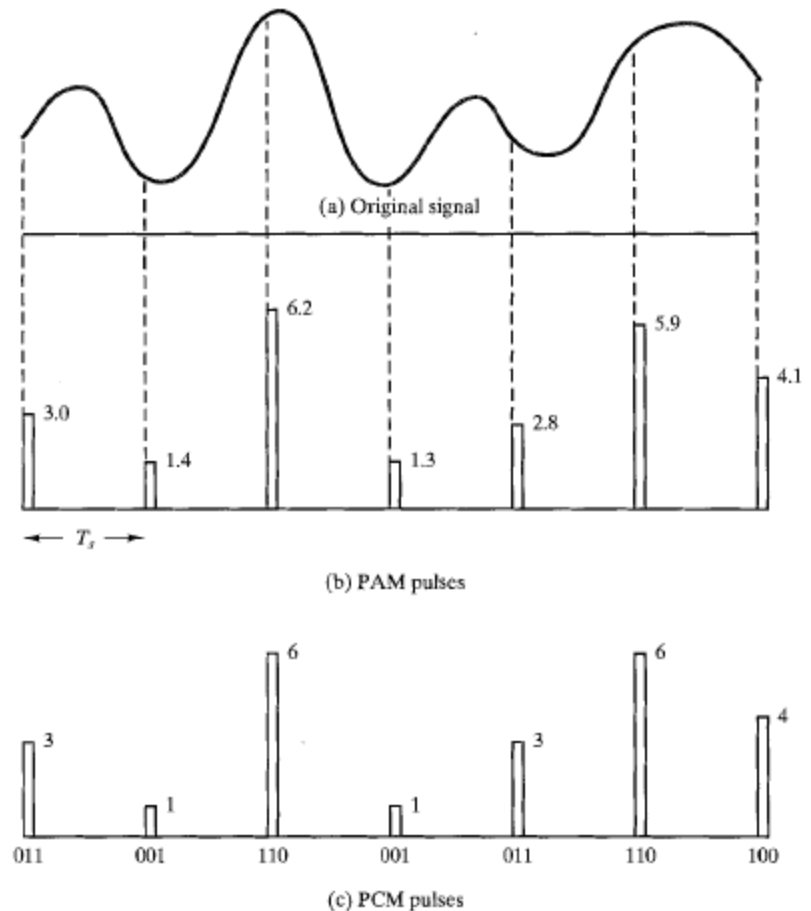 (a) Original signal
6.2
5.9
4.1
3.0
2.8
1.4
1.3
T_s
(b) PAM pulses
6
6
4
3
3
1
1
011 001 110 001 011 110 100
(c) PCM pulses